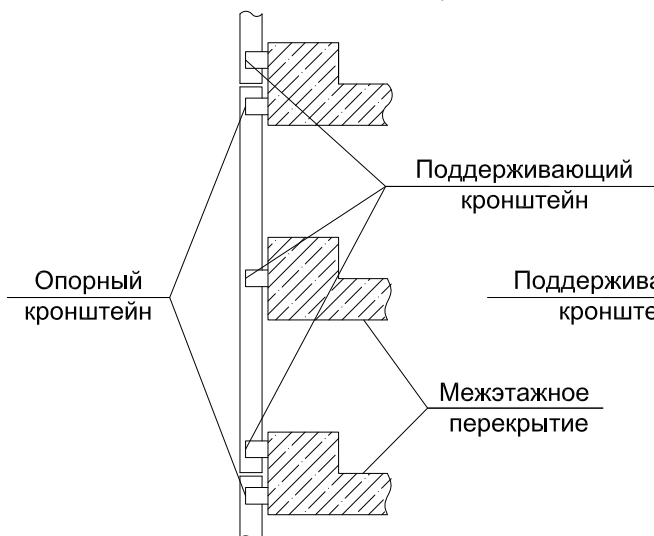 Поддерживающий
кронштейн
Опорный
кронштейн
Межэтажное
перекрытие